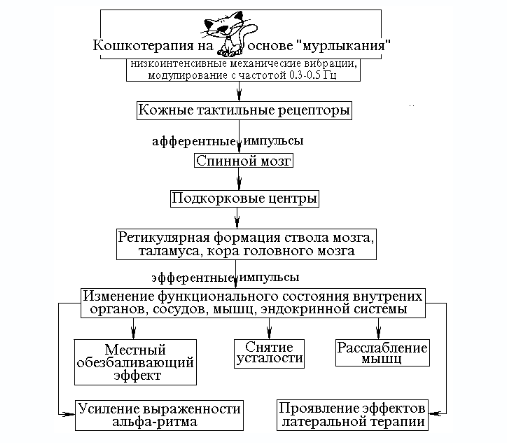 Кошкотерапия на основе "мурлыкания"
низкоинтенсивные механические вибрации,
модулирование с частотой 0.3-0.5 Гц
Кожные тактильные рецепторы
афферентные импульсы
Спинной мозг
Подкорковые центры
Ретикулярная формация ствола мозга,
таламуса, кора головного мозга
эфферентные импульсы
Изменение функционального состояния внутрених
органов, сосудов, мышц, эндокринной системы
Местный
обезбаливающий
эффект
Снятие
усталости
Расслабление
мышц
Усиление выраженности
альфа-ритма
Проявление эффектов
латеральной терапии